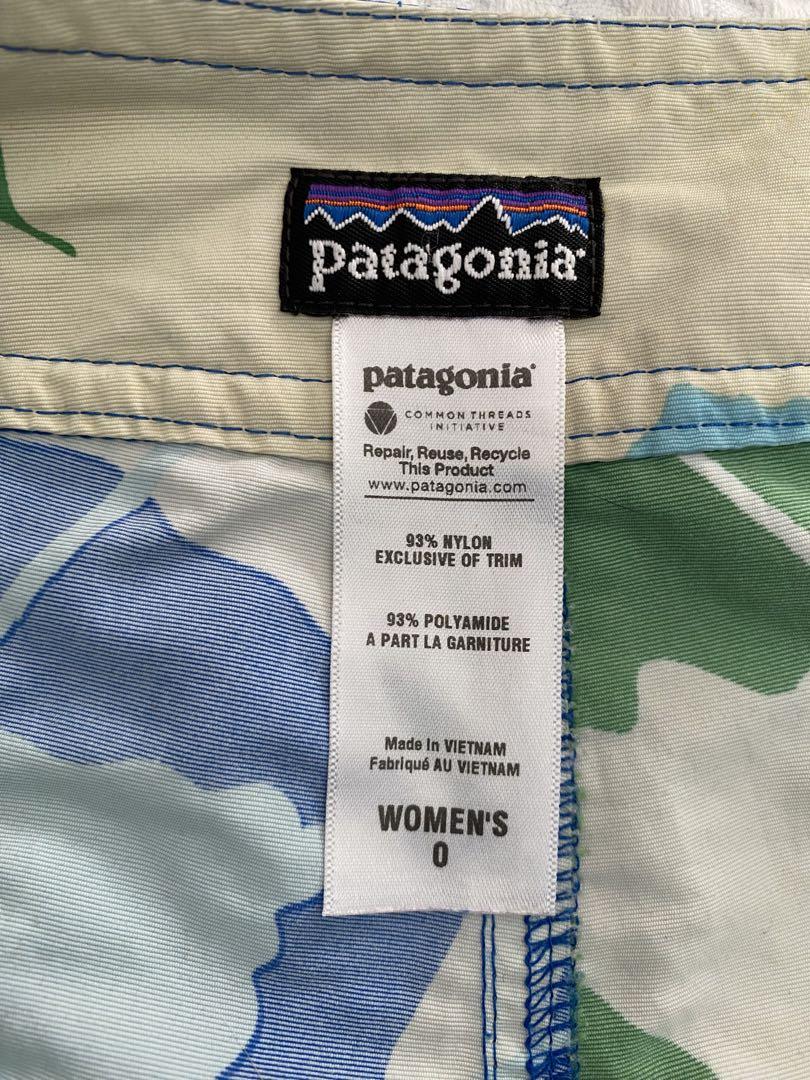 patagonia®
patagonia®
COMMON THREADS
INITIATIVE
Repair, Reuse, Recycle
This Product
www.patagonia.com
93% NYLON
EXCLUSIVE OF TRIM
93% POLYAMIDE
A PART LA GARNITURE
Made In VIETNAM
Fabriqué AU VIETNAM
WOMEN'S
0